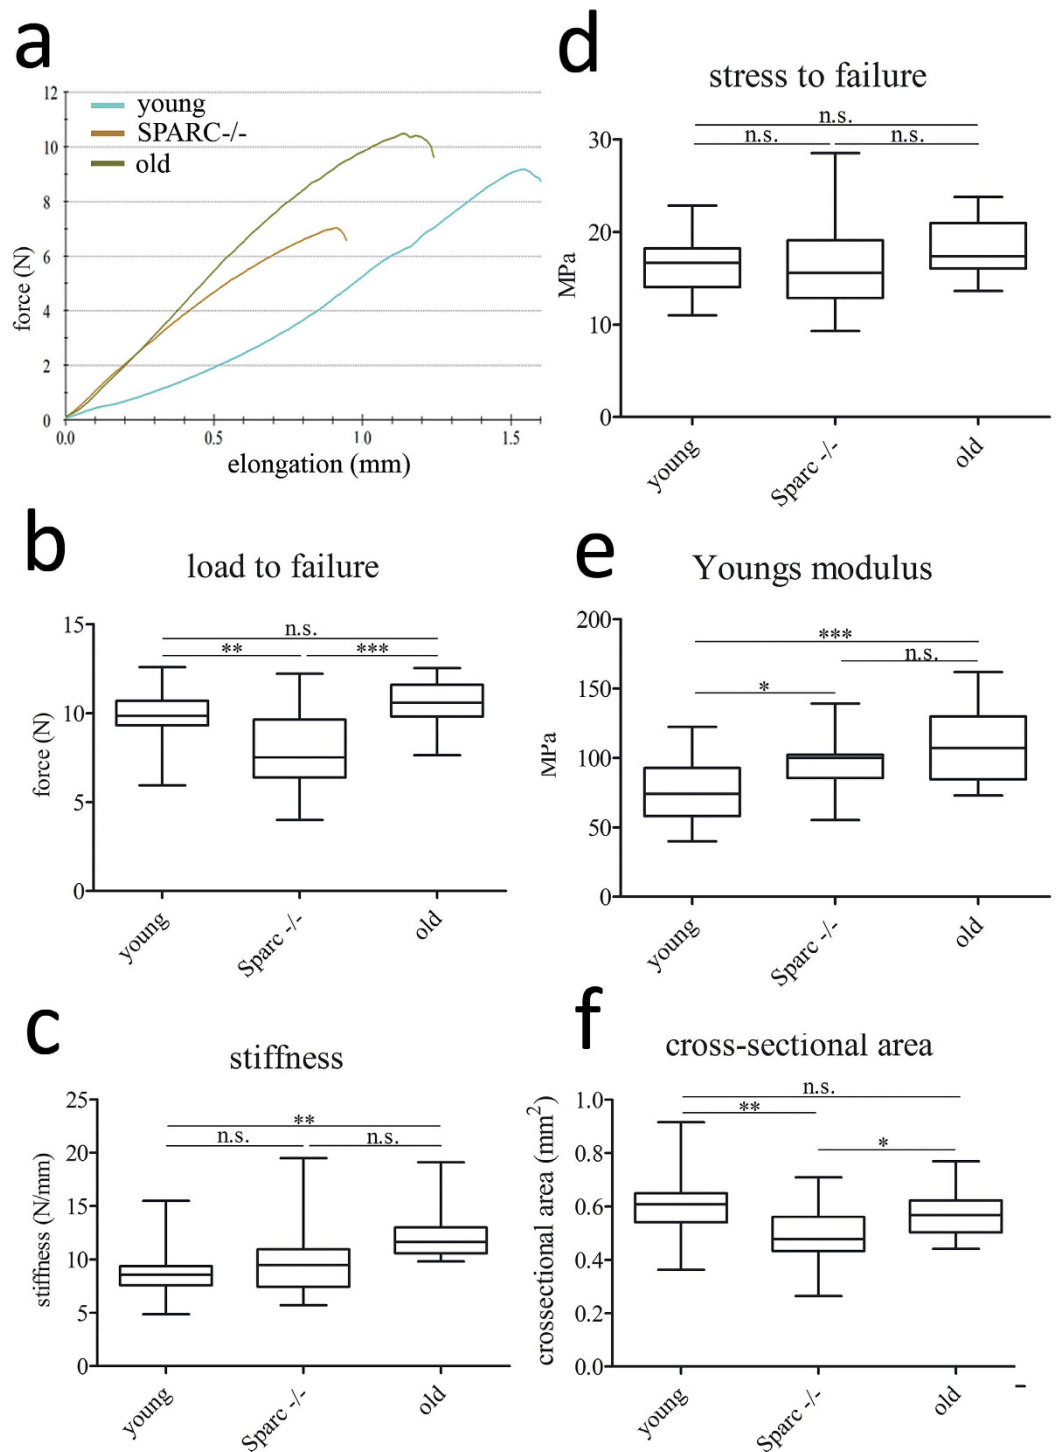 a
12
10
8
6
4
2
0
force (N)
young
SPARC-/-
old
0.0
0.5
1.0
1.5
elongation (mm)
b
load to failure
15
10
5
0
force (N)
n.s.
**
***
young
Sparc -/-
old
c
stiffness
25
20
15
10
5
0
stiffness (N/mm)
**
n.s.
n.s.
young
Sparc -/-
old
d
stress to failure
30
20
10
0
MPa
n.s.
n.s.
n.s.
young
Sparc -/-
old
e
Youngs modulus
200
150
100
50
0
MPa
***
n.s.
*
young
Sparc -/-
old
f
cross-sectional area
1.0
0.8
0.6
0.4
0.2
0.0
crossectional area (mm²)
n.s.
**
*
young
Sparc -/-
old